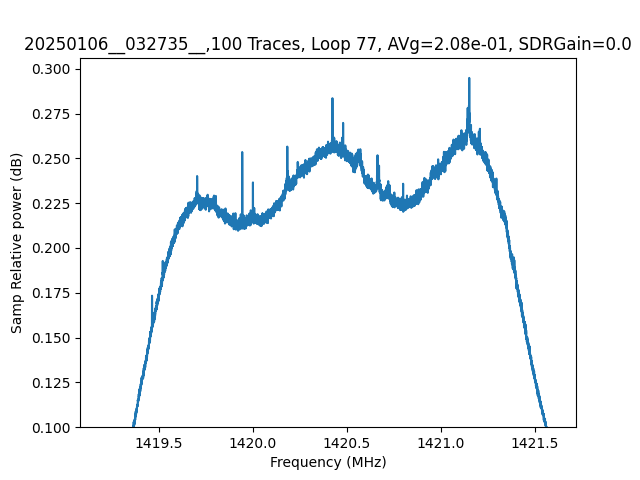 20250106__032735__,100 Traces, Loop 77, AVg=2.08e-01, SDRGain=0.0
0.300
0.275
0.250
0.225
0.200
0.175
0.150
0.125
0.100
Samp Relative power (dB)
1419.5 1420.0 1420.5 1421.0 1421.5
Frequency (MHz)